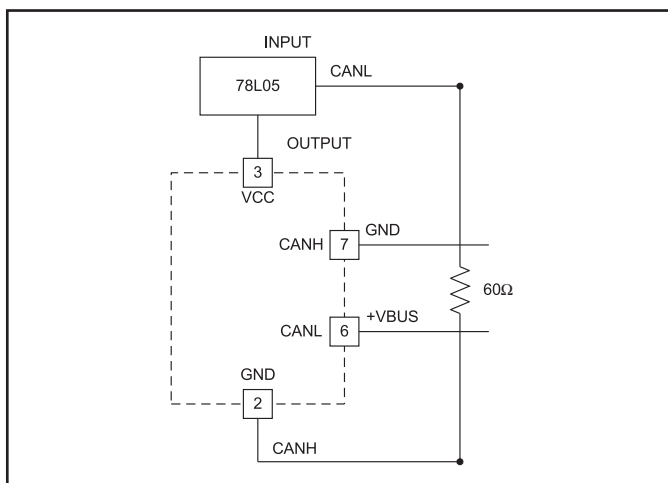 INPUT
78L05
CANL
OUTPUT
3
VCC
CANH
7
GND
60Ω
CANL
6
+VBUS
GND
2
CANH